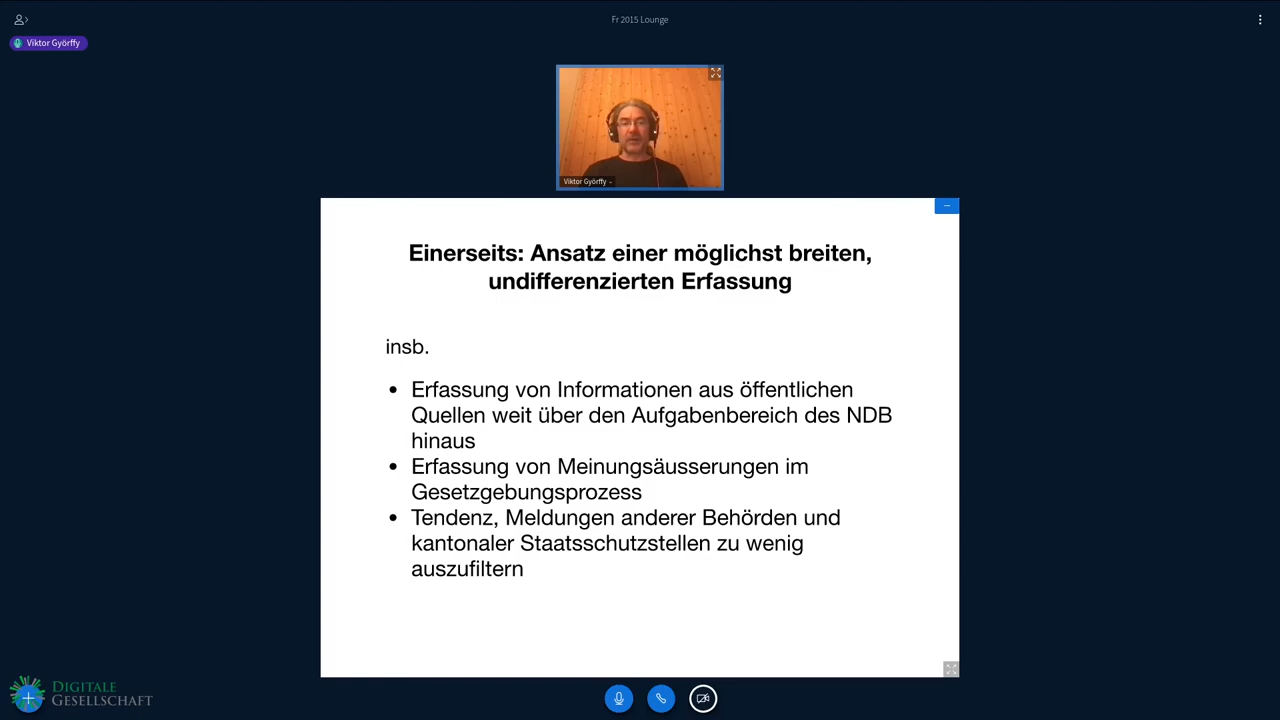 Fr 2015 Lounge
Viktor Györffy
Viktor Györffy
Einerseits: Ansatz einer möglichst breiten,
undifferenzierten Erfassung
insb.
• Erfassung von Informationen aus öffentlichen
Quellen weit über den Aufgabenbereich des NDB
hinaus
• Erfassung von Meinungsäusserungen im
Gesetzgebungsprozess
• Tendenz, Meldungen anderer Behörden und
kantonaler Staatsschutzstellen zu wenig
auszufiltern
DIGITALE
GESELLSCHAFT